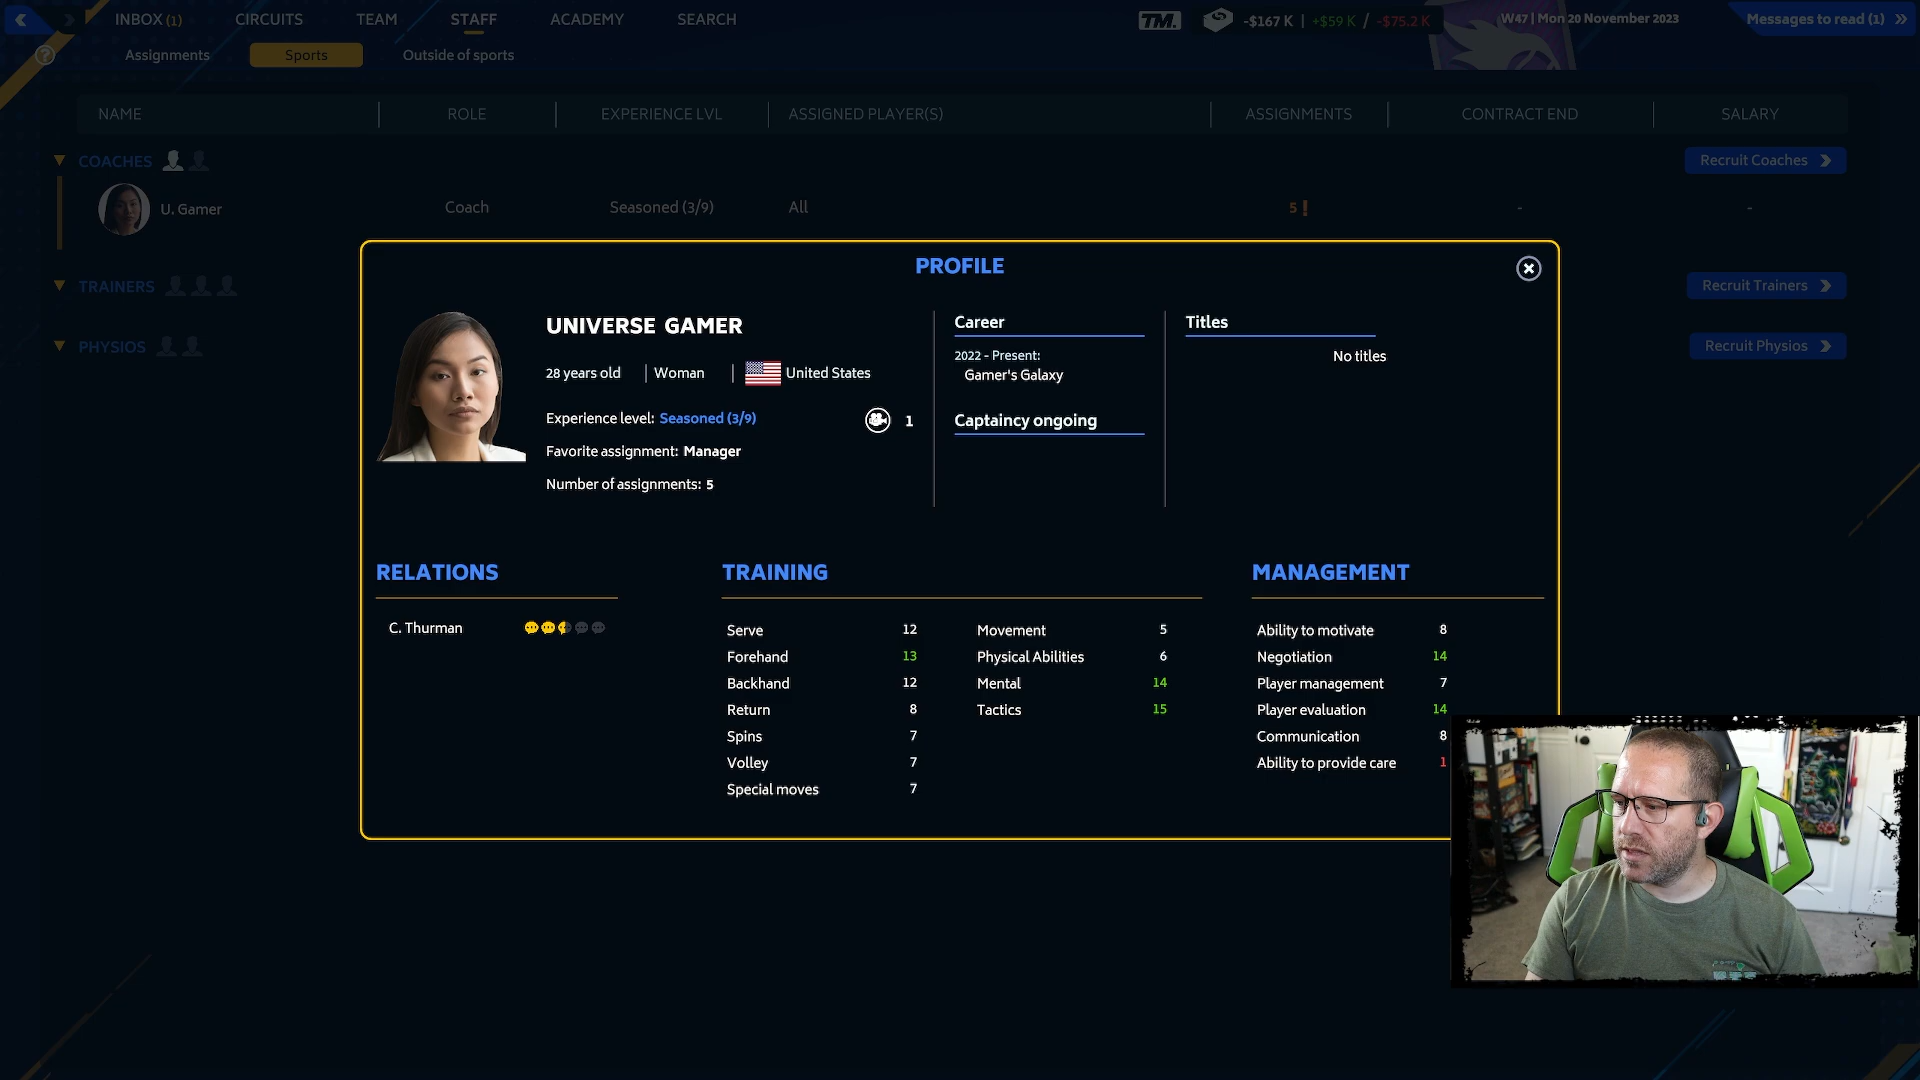 INBOX (1) CIRCUITS TEAM STAFF ACADEMY SEARCH
TM. -$167 K | +$59 K / -$75.2 K W47 | Mon 20 November 2023 Messages to read (1)
? Assignments Sports Outside of sports
NAME ROLE EXPERIENCE LVL ASSIGNED PLAYER(S) ASSIGNMENTS CONTRACT END SALARY
COACHES Recruit Coaches
U. Gamer Coach Seasoned (3/9) All 5 ! - -
TRAINERS Recruit Trainers
PHYSIOS Recruit Physios
PROFILE
UNIVERSE GAMER
28 years old | Woman | United States
Experience level: Seasoned (3/9) 1
Favorite assignment: Manager
Number of assignments: 5
Career
2022 - Present:
Gamer's Galaxy
Captaincy ongoing
Titles
No titles
RELATIONS
C. Thurman
TRAINING
Serve 12
Forehand 13
Backhand 12
Return 8
Spins 7
Volley 7
Special moves 7
Movement 5
Physical Abilities 6
Mental 14
Tactics 15
MANAGEMENT
Ability to motivate 8
Negotiation 14
Player management 7
Player evaluation 14
Communication 8
Ability to provide care 1